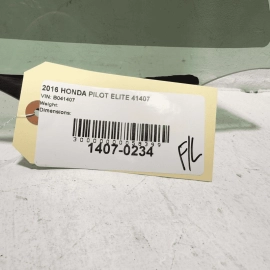 2016 HONDA PILOT ELITE 41407
VIN: B041407
Weight:
Dimensions:
1407-0234
F/L